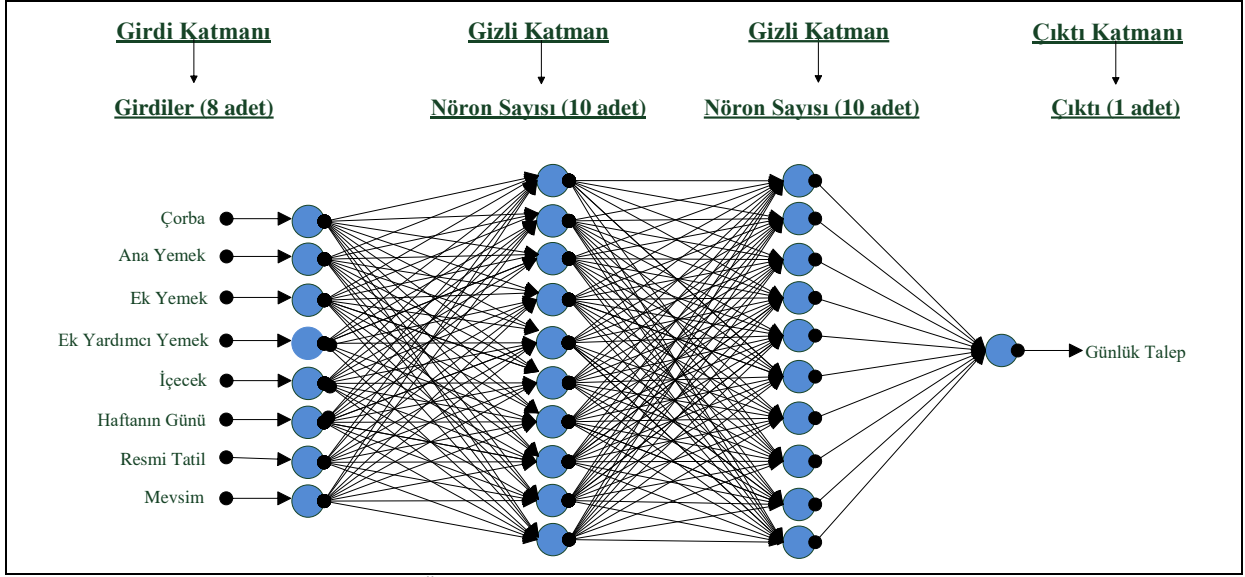 Girdi Katmanı
Gizli Katman
Gizli Katman
Çıktı Katmanı
Girdiler (8 adet)
Nöron Sayısı (10 adet)
Nöron Sayısı (10 adet)
Çıktı (1 adet)
Çorba
Ana Yemek
Ek Yemek
Ek Yardımcı Yemek
İçecek
Haftanın Günü
Resmi Tatil
Mevsim
Günlük Talep